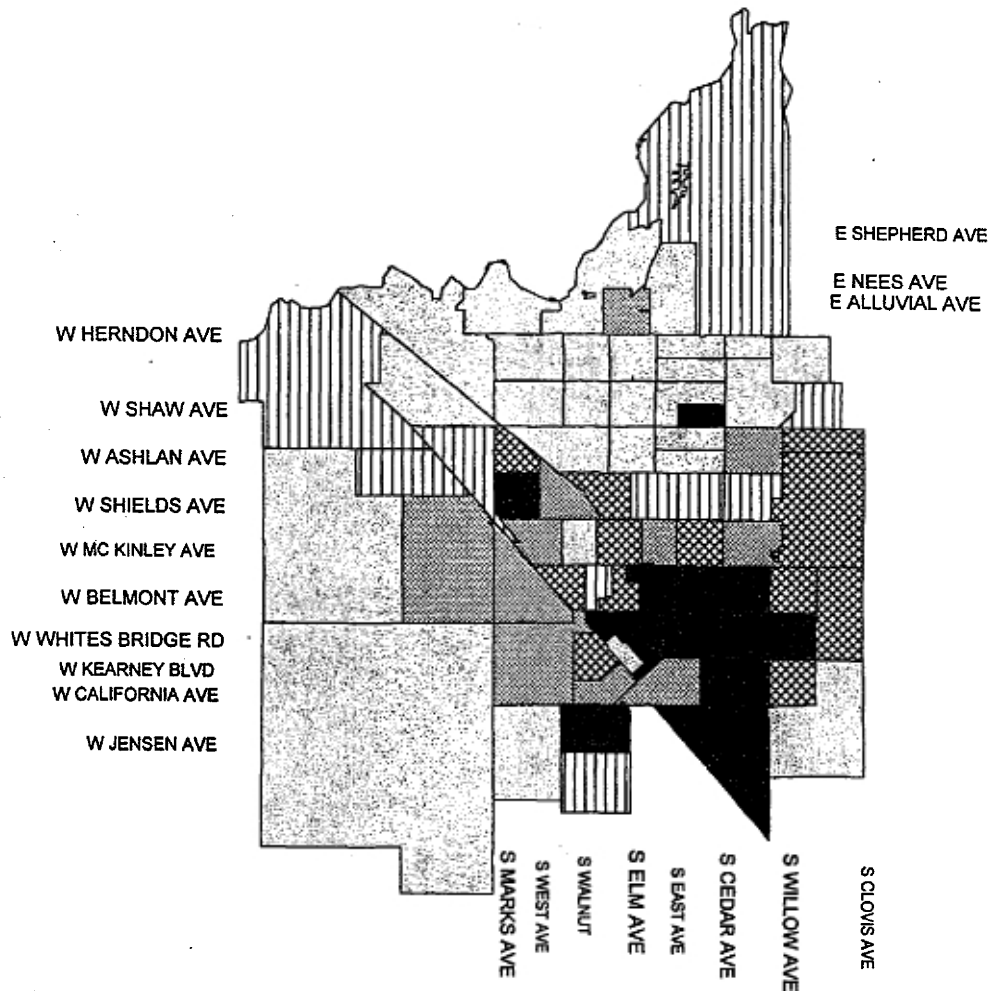 E SHEPHERD AVE
E NEES AVE
E ALLUVIAL AVE
W HERNDON AVE
W SHAW AVE
W ASHLAN AVE
W SHIELDS AVE
W MC KINLEY AVE
W BELMONT AVE
W WHITES BRIDGE RD
W KEARNEY BLVD
W CALIFORNIA AVE
W JENSEN AVE
S MARKS AVE
S WEST AVE
S WALNUT
S ELM AVE
S EAST AVE
S CEDAR AVE
S WILLOW AVE
S CLOVIS AVE